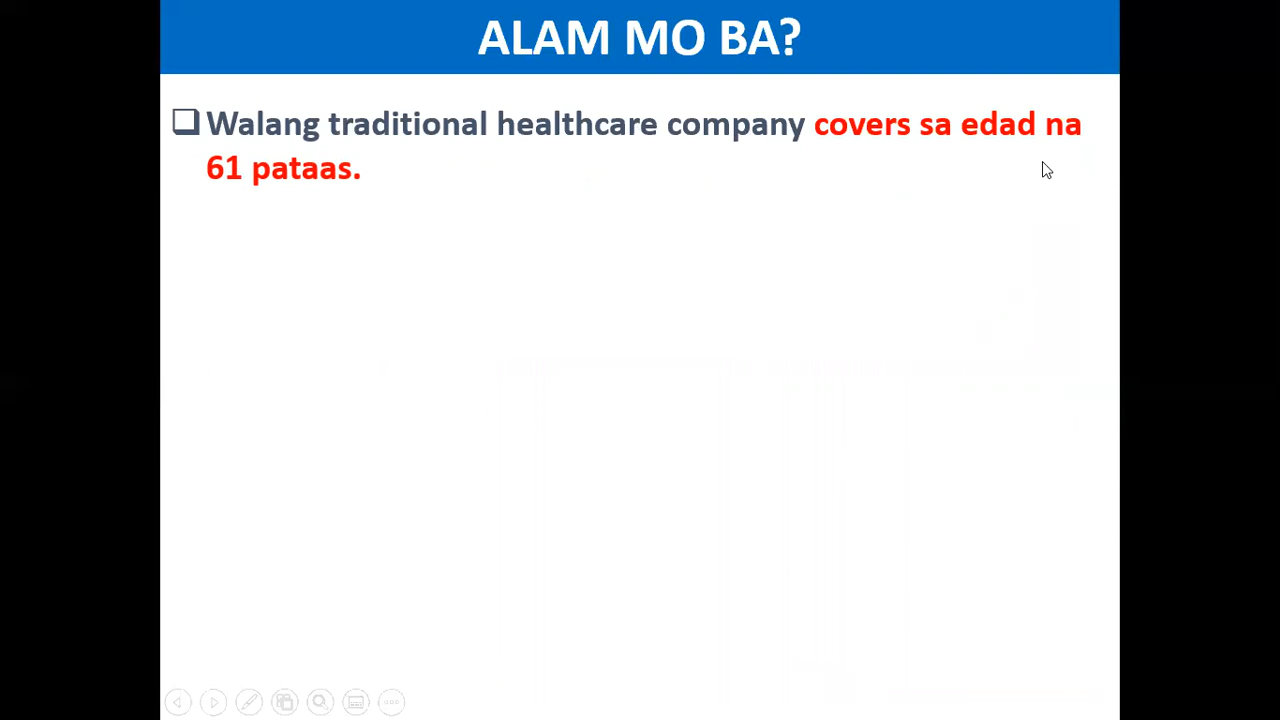 ALAM MO BA?
Walang traditional healthcare company covers sa edad na
61 pataas.